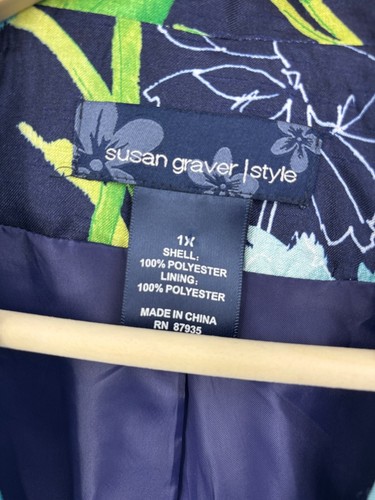 susan graver | style
1X
SHELL:
100% POLYESTER
LINING:
100% POLYESTER
MADE IN CHINA
RN 87935